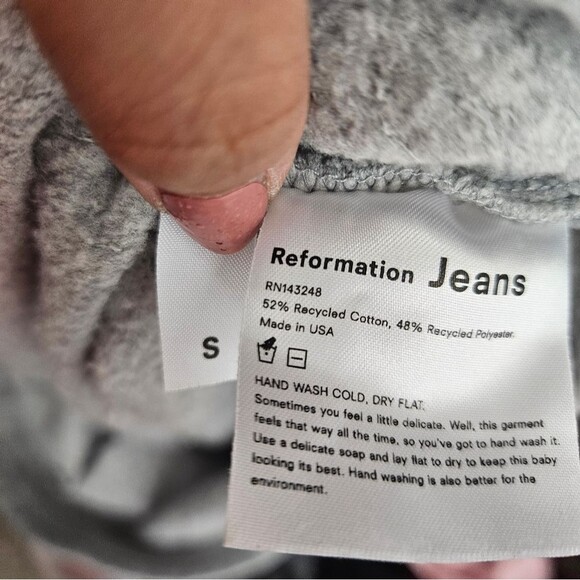 Reformation Jeans
RN143248
52% Recycled Cotton, 48% Recycled Polyester.
Made in USA
S
HAND WASH COLD, DRY FLAT.
Sometimes you feel a little delicate. Well, this garment
feels that way all the time, so you've got to hand wash it.
Use a delicate soap and lay flat to dry to keep this baby
looking its best. Hand washing is also better for the
environment.